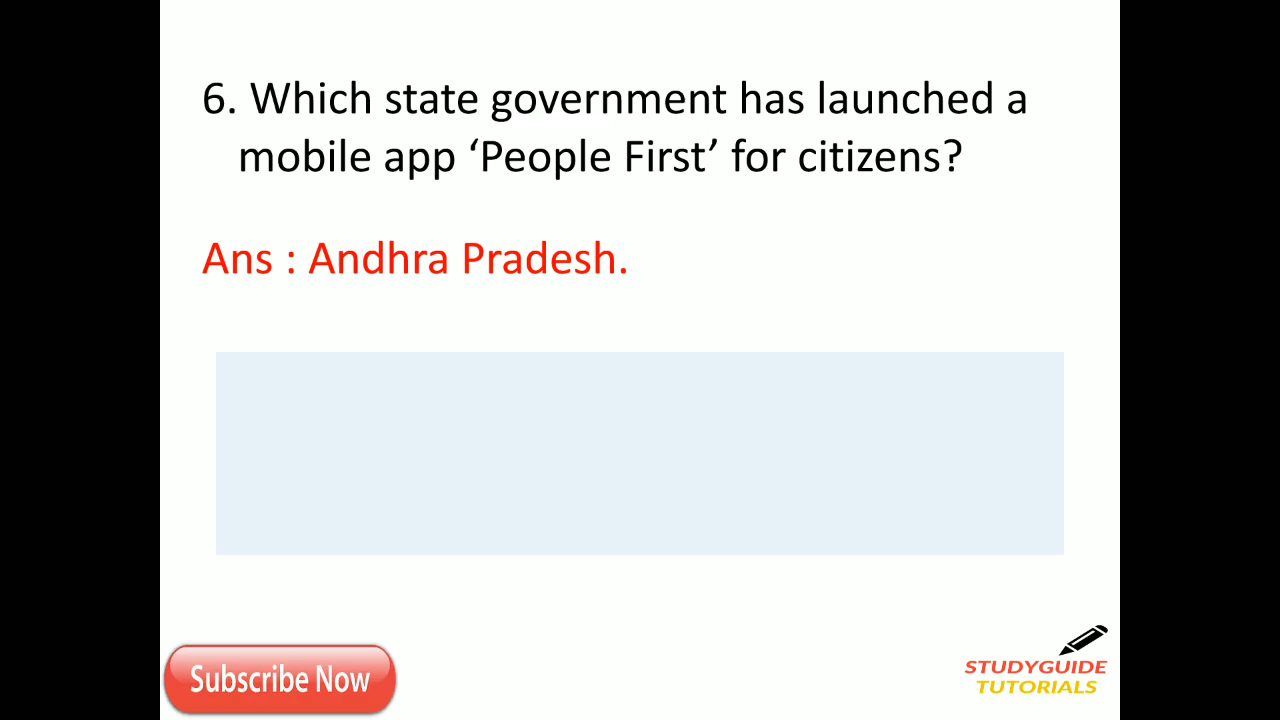 6. Which state government has launched a
mobile app ‘People First’ for citizens?
Ans : Andhra Pradesh.
Subscribe Now
STUDYGUIDE
TUTORIALS